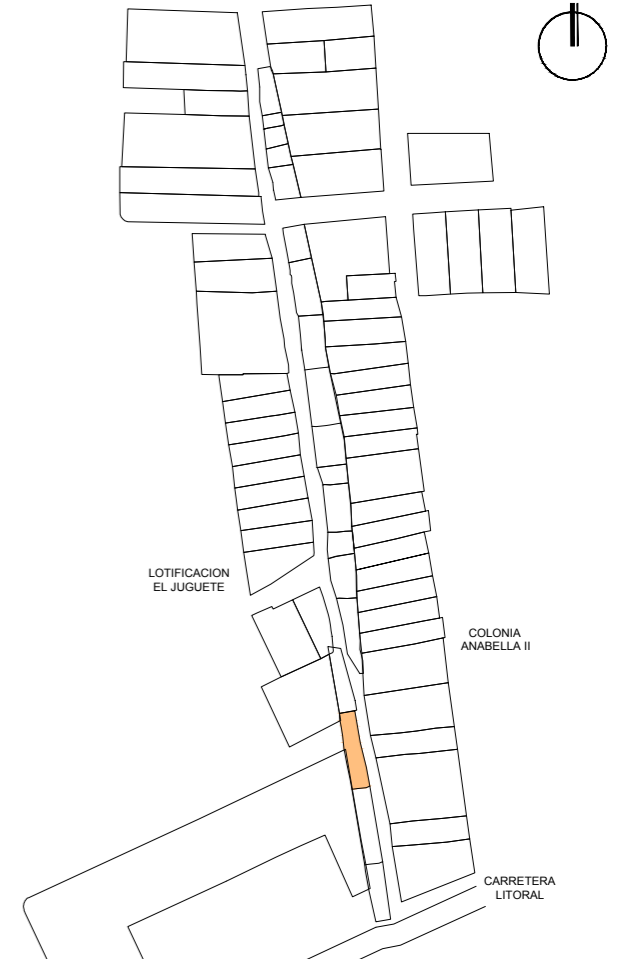 LOTIFICACION
EL JUGUETE
COLONIA
ANABELLA II
CARRETERA
LITORAL